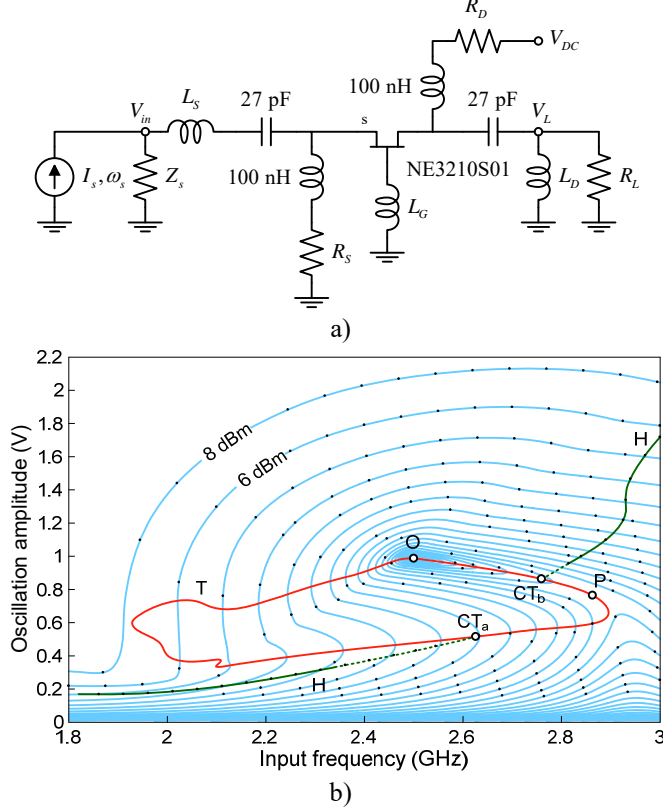 R_D
V_DC
100 nH
L_S
27 pF
27 pF
V_in
s
V_L
I_s, ω_s
Z_s
100 nH
NE3210S01
L_D
R_L
L_G
R_S
a)
2.2
2
1.8
1.6
1.4
1.2
1
0.8
0.6
0.4
0.2
0
Oscillation amplitude (V)
8 dBm
6 dBm
H
O
T
CT_b
P
CT_a
H
1.8
2
2.2
2.4
2.6
2.8
3
Input frequency (GHz)
b)